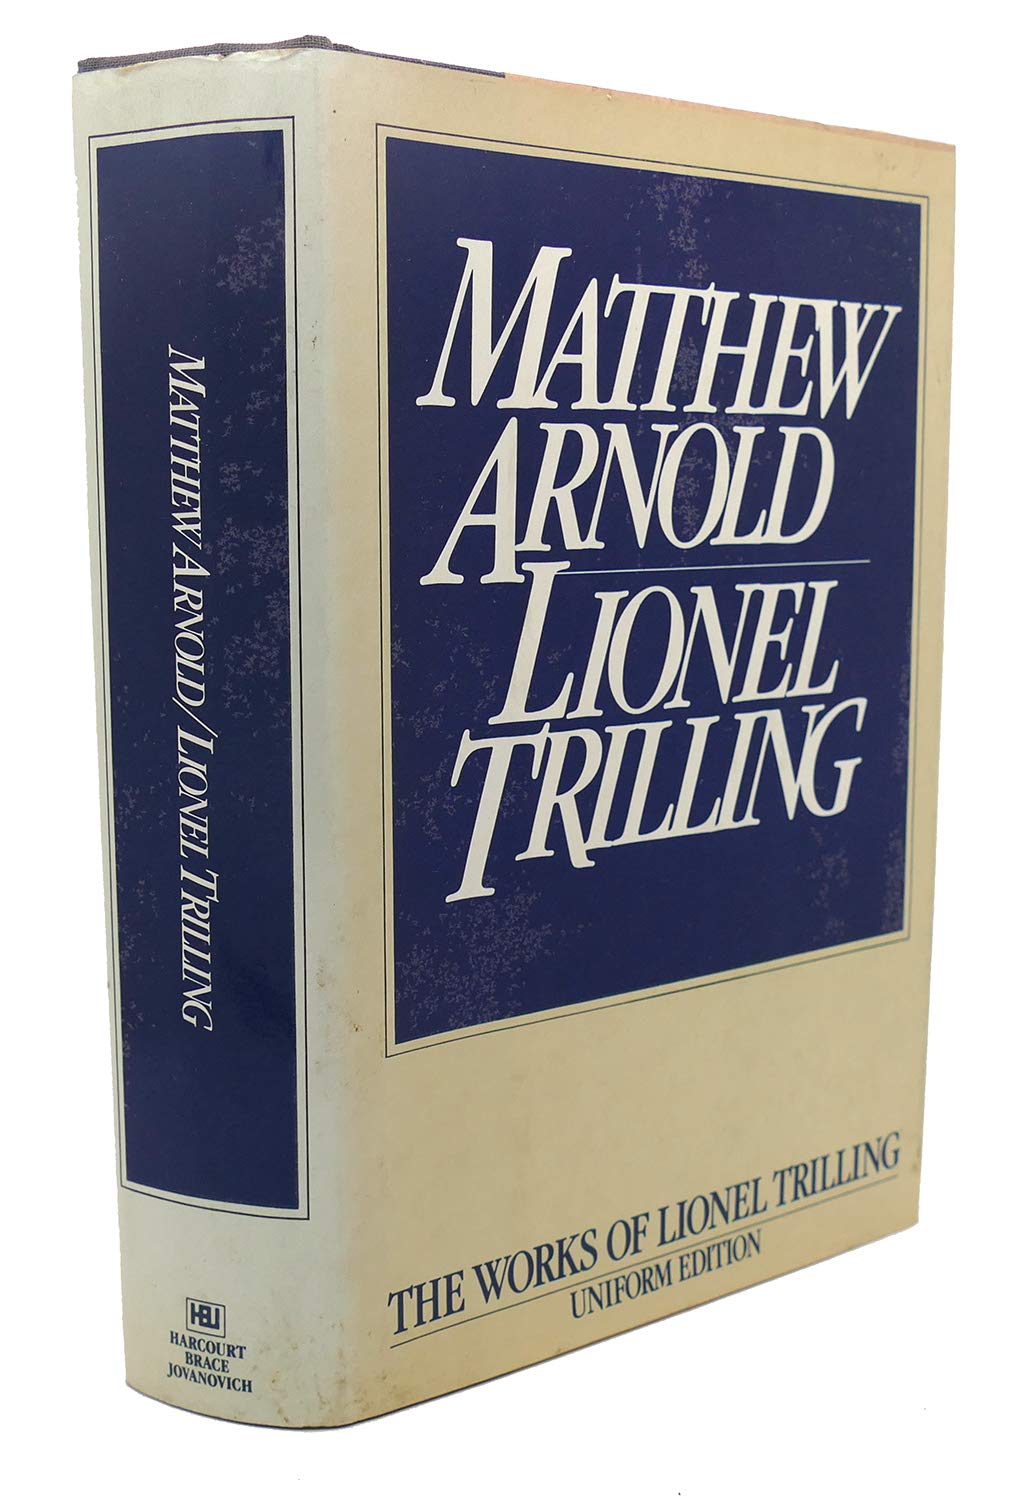 MATTHEW ARNOLD/LIONEL TRILLING
HBJ
HARCOURT
BRACE
JOVANOVICH
MATTHEW
ARNOLD
LIONEL
TRILLING
THE WORKS OF LIONEL TRILLING
UNIFORM EDITION